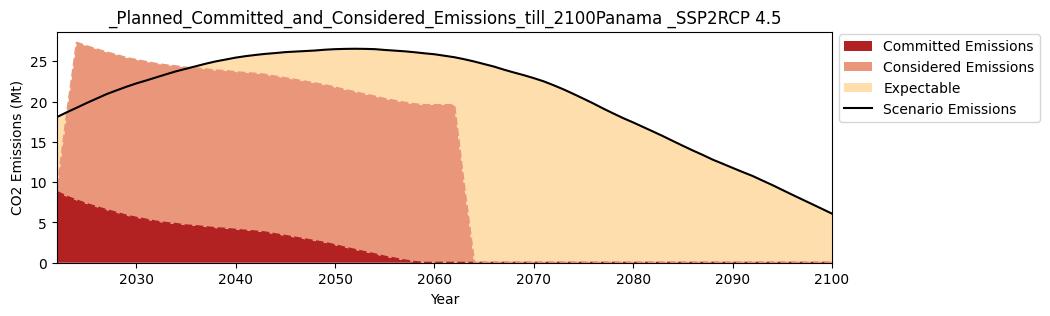 _Planned_Committed_and_Considered_Emissions_till_2100Panama _SSP2RCP 4.5
CO2 Emissions (Mt)
25
20
15
10
5
0
2030 2040 2050 2060 2070 2080 2090 2100
Year
Committed Emissions
Considered Emissions
Expectable
Scenario Emissions